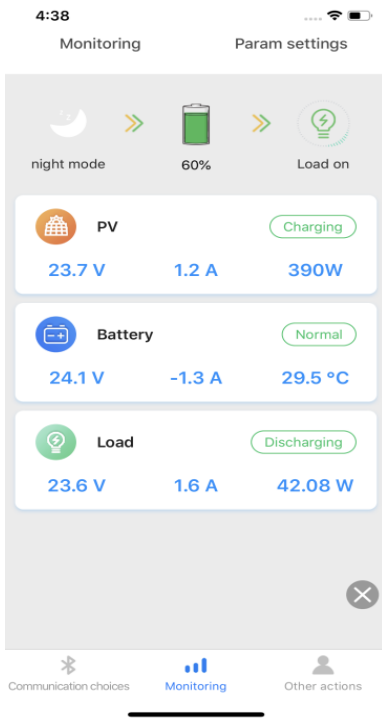 4:38
Monitoring Param settings
night mode 60% Load on
PV Charging
23.7 V 1.2 A 390W
Battery Normal
24.1 V -1.3 A 29.5 °C
Load Discharging
23.6 V 1.6 A 42.08 W
Communication choices Monitoring Other actions